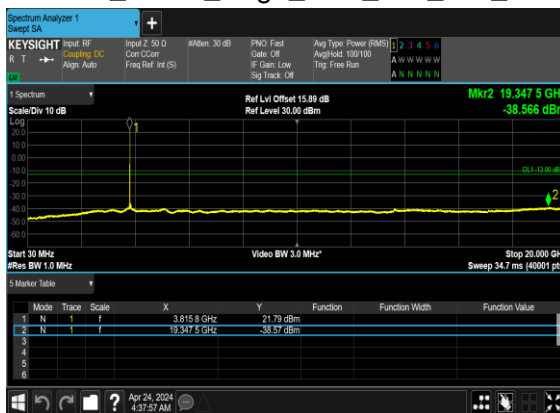 Spectrum Analyzer 1
Swept SA
KEYSIGHT
R T
Input: RF
Coupling: DC
Align: Auto
Input Z: 50 Ω
Corr CCorr
Freq Ref: Int (S)
#Atten: 30 dB
PNO: Fast
Gate: Off
IF Gain: Low
Sig Track: Off
Avg Type: Power (RMS)
Avg|Hold: 100/100
Trig: Free Run
1 2 3 4 5 6
A W W W W W
A N N N N N
LU
1 Spectrum
Scale/Div 10 dB
Ref Lvl Offset 15.89 dB
Ref Level 30.00 dBm
Mkr2 19.347 5 GH
-38.566 dBm
Log
20.0
10.0
0.00
-10.0
-20.0
-30.0
-40.0
-50.0
-60.0
1
DL1 -13.00 dB
2
Start 30 MHz
#Res BW 1.0 MHz
Video BW 3.0 MHz*
Stop 20.000 GH
Sweep 34.7 ms (40001 pt
5 Marker Table
Mode Trace Scale X Y Function Function Width Function Value
1 N 1 f 3.815 8 GHz 21.79 dBm
2 N 1 f 19.347 5 GHz -38.57 dBm
3
4
5
6
?
Apr 24, 2024
4:37:57 AM